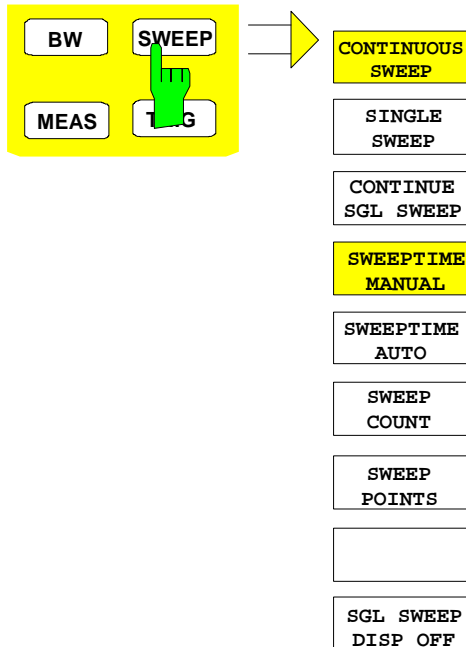 BW
SWEEP
MEAS
CONTINUOUS
SWEEP
SINGLE
SWEEP
CONTINUE
SGL SWEEP
SWEEPTIME
MANUAL
SWEEPTIME
AUTO
SWEEP
COUNT
SWEEP
POINTS
SGL SWEEP
DISP OFF